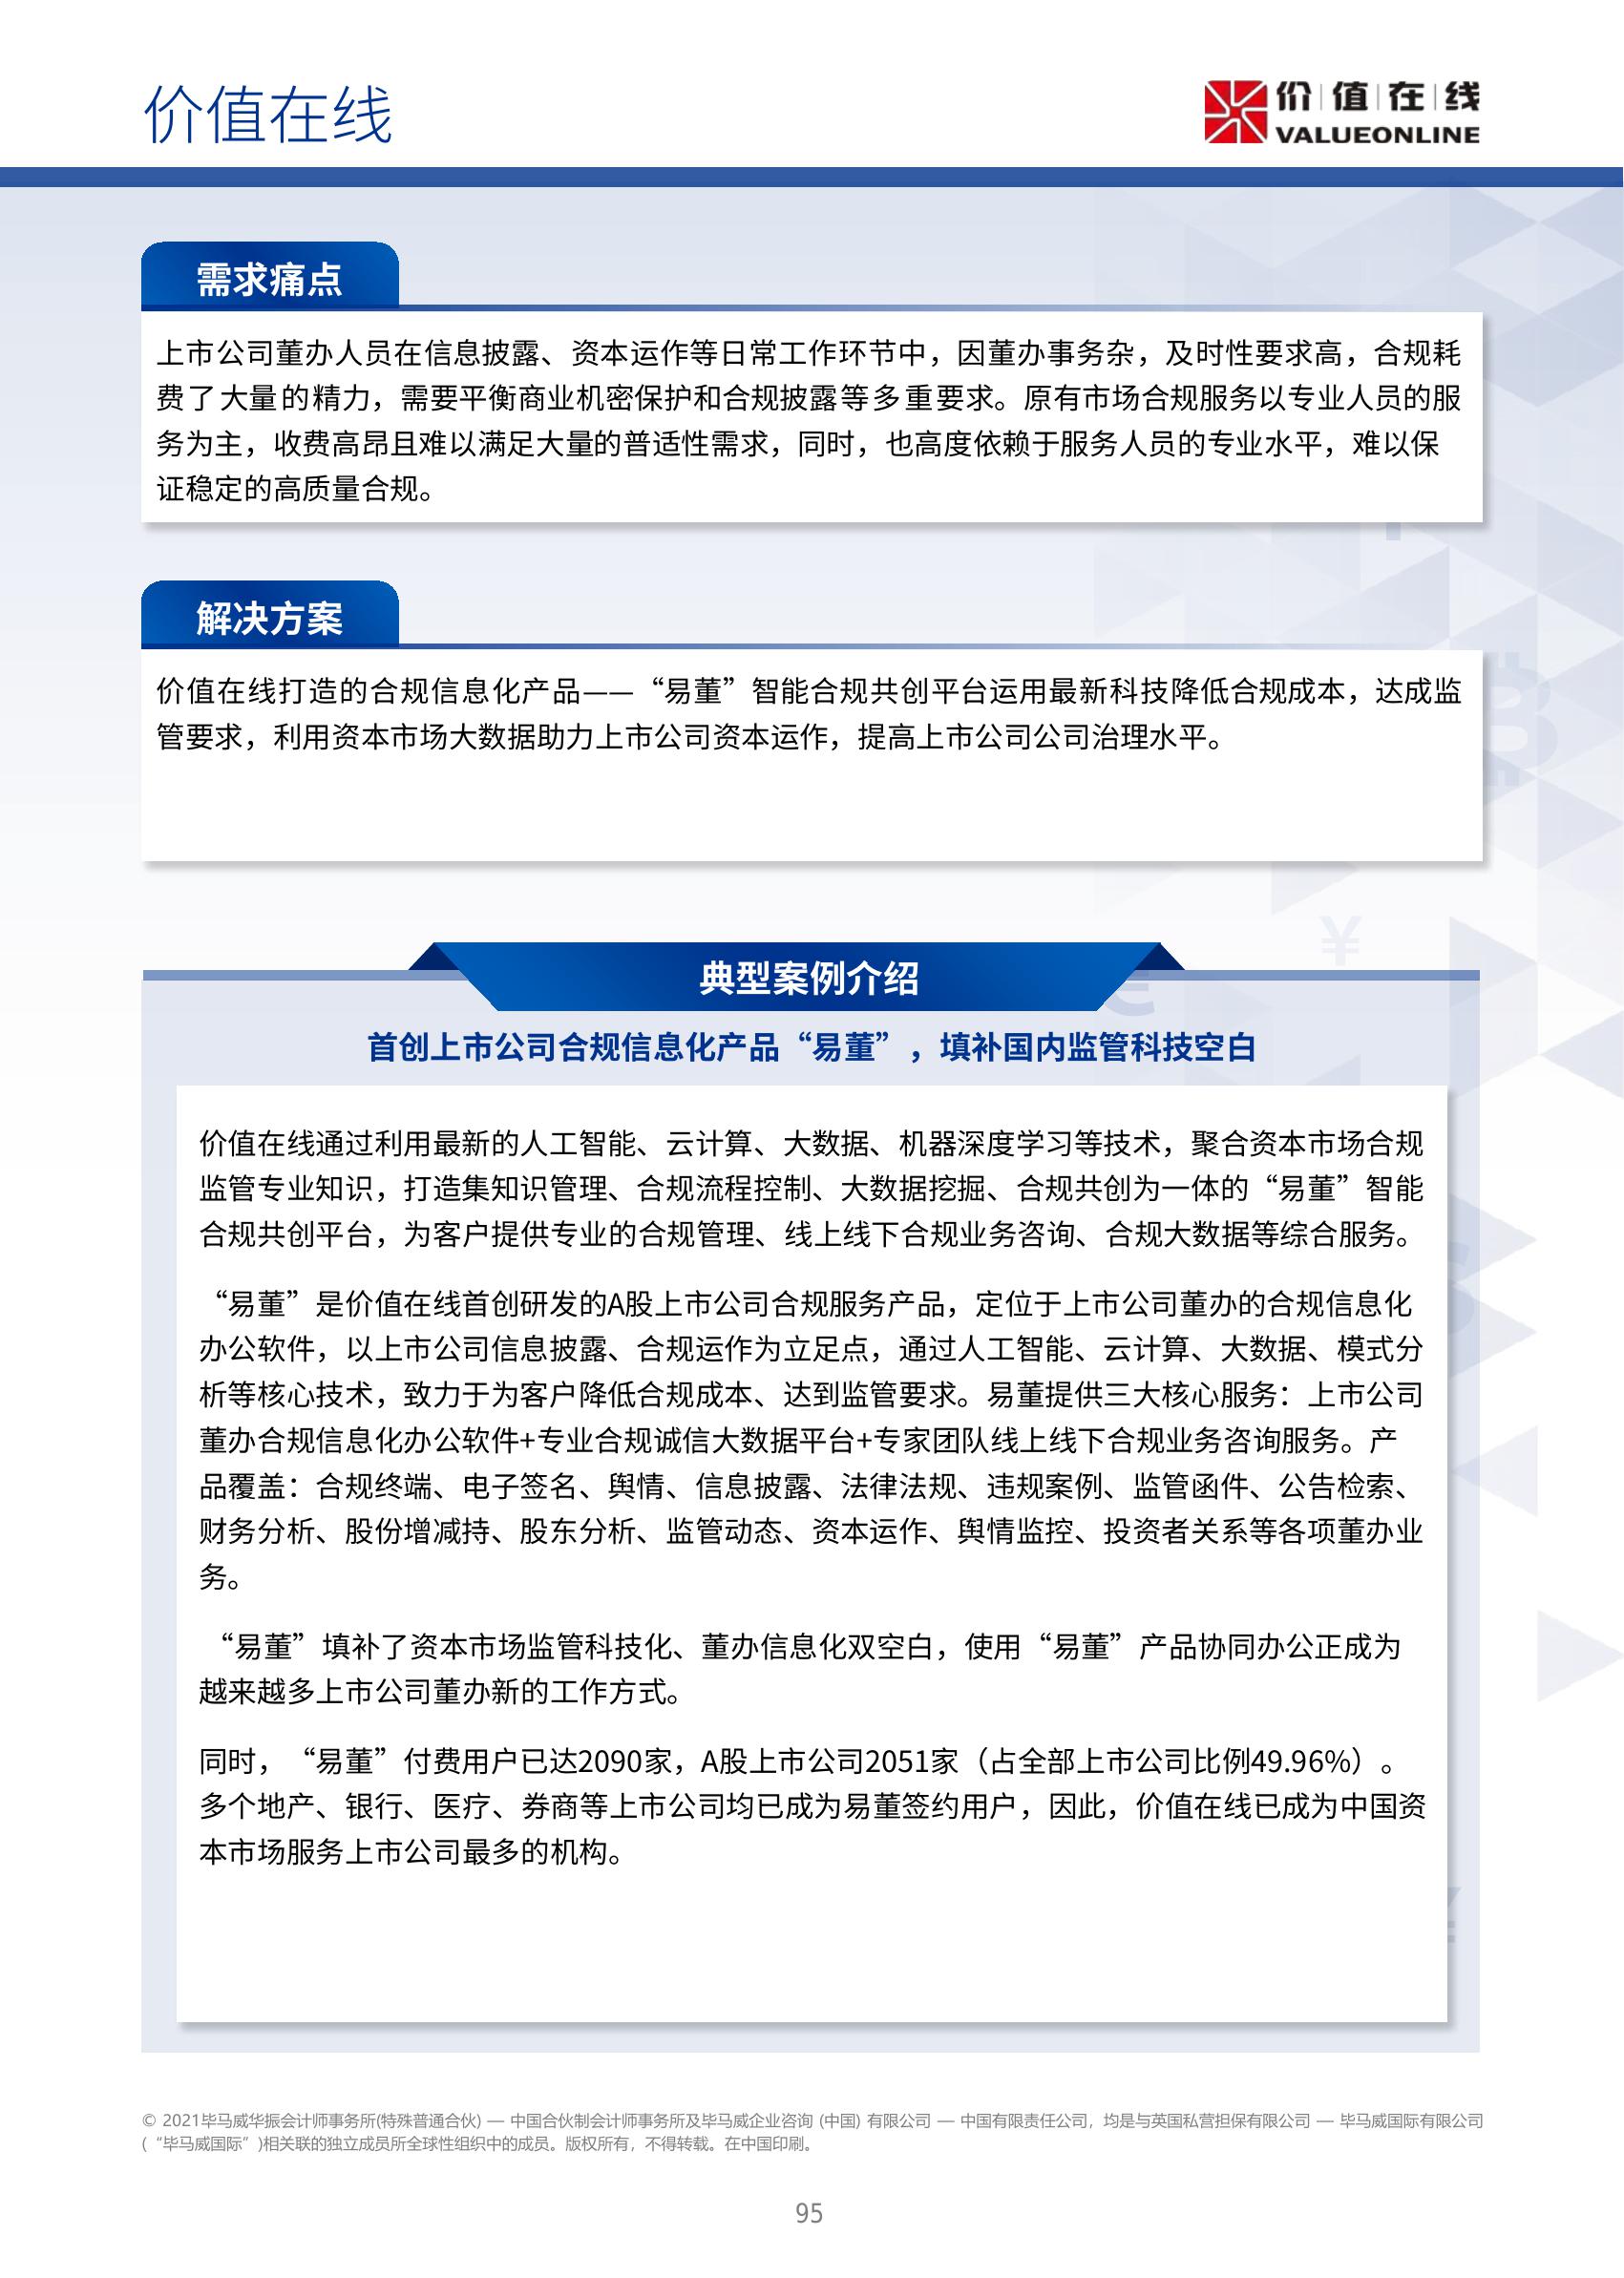 价值在线
价值在线
VALUEONLINE
需求痛点
上市公司董办人员在信息披露、资本运作等日常工作环节中，因董办事务杂，及时性要求高，合规耗
费了大量的精力，需要平衡商业机密保护和合规披露等多重要求。原有市场合规服务以专业人员的服
务为主，收费高昂且难以满足大量的普适性需求，同时，也高度依赖于服务人员的专业水平，难以保
证稳定的高质量合规。
解决方案
价值在线打造的合规信息化产品——“易董”智能合规共创平台运用最新科技降低合规成本，达成监
管要求，利用资本市场大数据助力上市公司资本运作，提高上市公司公司治理水平。
典型案例介绍
首创上市公司合规信息化产品“易董”，填补国内监管科技空白
价值在线通过利用最新的人工智能、云计算、大数据、机器深度学习等技术，聚合资本市场合规
监管专业知识，打造集知识管理、合规流程控制、大数据挖掘、合规共创为一体的“易董”智能
合规共创平台，为客户提供专业的合规管理、线上线下合规业务咨询、合规大数据等综合服务。
“易董”是价值在线首创研发的A股上市公司合规服务产品，定位于上市公司董办的合规信息化
办公软件，以上市公司信息披露、合规运作为立足点，通过人工智能、云计算、大数据、模式分
析等核心技术，致力于为客户降低合规成本、达到监管要求。易董提供三大核心服务：上市公司
董办合规信息化办公软件+专业合规诚信大数据平台+专家团队线上线下合规业务咨询服务。产
品覆盖：合规终端、电子签名、舆情、信息披露、法律法规、违规案例、监管函件、公告检索、
财务分析、股份增减持、股东分析、监管动态、资本运作、舆情监控、投资者关系等各项董办业
务。
“易董”填补了资本市场监管科技化、董办信息化双空白，使用“易董”产品协同办公正成为
越来越多上市公司董办新的工作方式。
同时，“易董”付费用户已达2090家，A股上市公司2051家（占全部上市公司比例49.96%）。
多个地产、银行、医疗、券商等上市公司均已成为易董签约用户，因此，价值在线已成为中国资
本市场服务上市公司最多的机构。
© 2021毕马威华振会计师事务所(特殊普通合伙) — 中国合伙制会计师事务所及毕马威企业咨询 (中国) 有限公司 — 中国有限责任公司，均是与英国私营担保有限公司 — 毕马威国际有限公司
(“毕马威国际”)相关联的独立成员所全球性组织中的成员。版权所有，不得转载。在中国印刷。
95